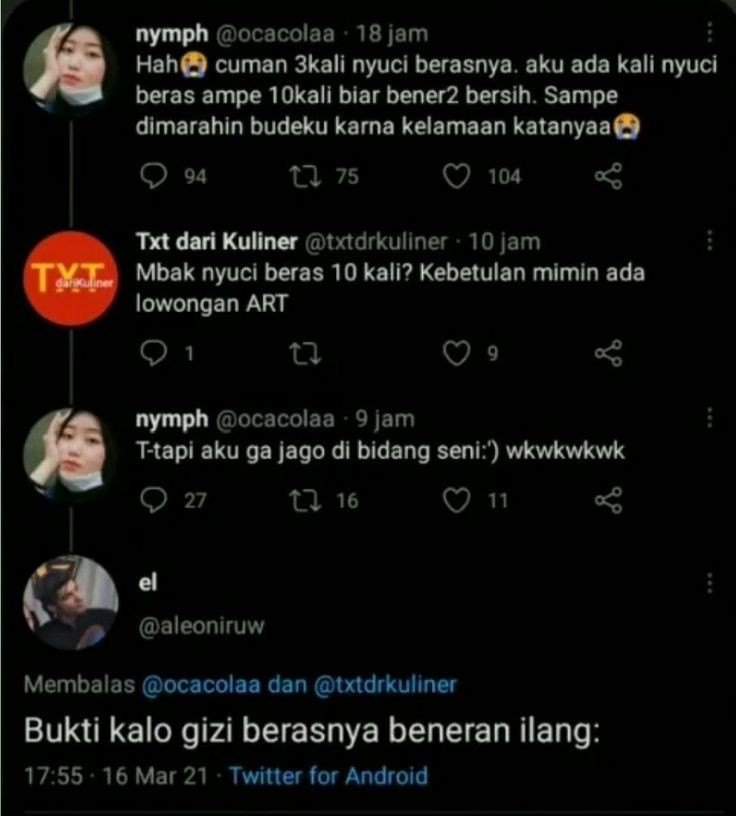 nymph @ocacolaa · 18 jam
Hah😭 cuman 3kali nyuci berasnya. aku ada kali nyuci
beras ampe 10kali biar bener2 bersih. Sampe
dimarahin budeku karna kelamaan katanyaa😭
94 75 104
Txt dari Kuliner @txtdrkuliner · 10 jam
TXT
dariKuliner
Mbak nyuci beras 10 kali? Kebetulan mimin ada
lowongan ART
1 9
nymph @ocacolaa · 9 jam
T-tapi aku ga jago di bidang seni:') wkwkwkwk
27 16 11
el
@aleoniruw
Membalas @ocacolaa dan @txtdrkuliner
Bukti kalo gizi berasnya beneran ilang:
17:55 · 16 Mar 21 · Twitter for Android